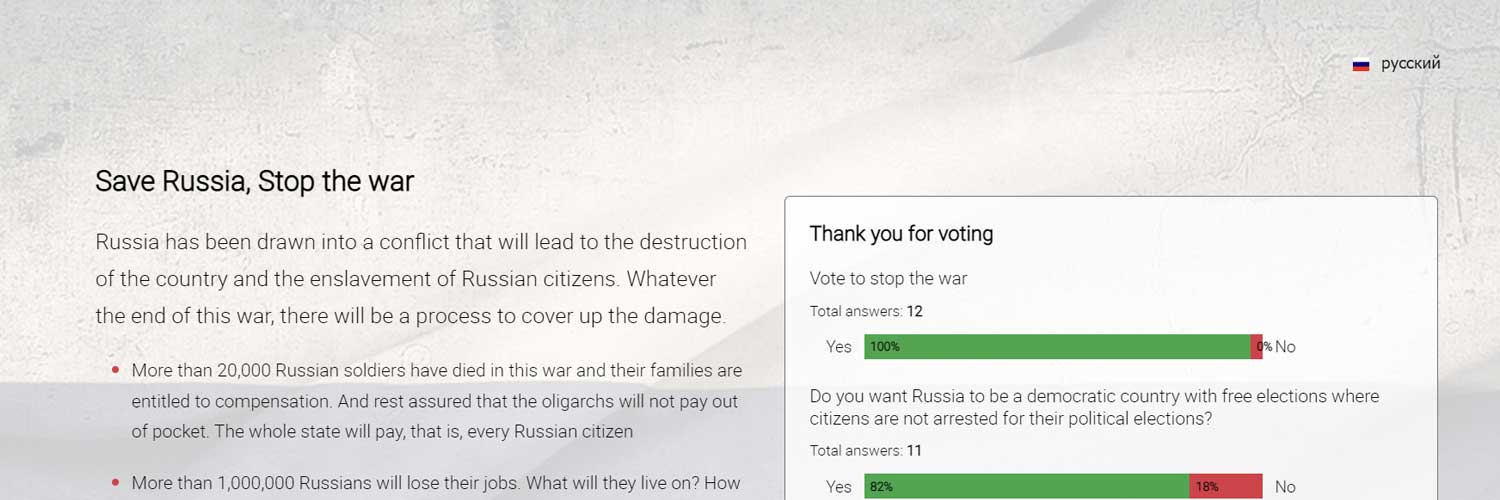 русский
Save Russia, Stop the war
Russia has been drawn into a conflict that will lead to the destruction
of the country and the enslavement of Russian citizens. Whatever
the end of this war, there will be a process to cover up the damage.
More than 20,000 Russian soldiers have died in this war and their families are
entitled to compensation. And rest assured that the oligarchs will not pay out
of pocket. The whole state will pay, that is, every Russian citizen
More than 1,000,000 Russians will lose their jobs. What will they live on? How
Thank you for voting
Vote to stop the war
Total answers: 12
Yes 100% 0% No
Do you want Russia to be a democratic country with free elections where
citizens are not arrested for their political elections?
Total answers: 11
Yes 82% 18% No